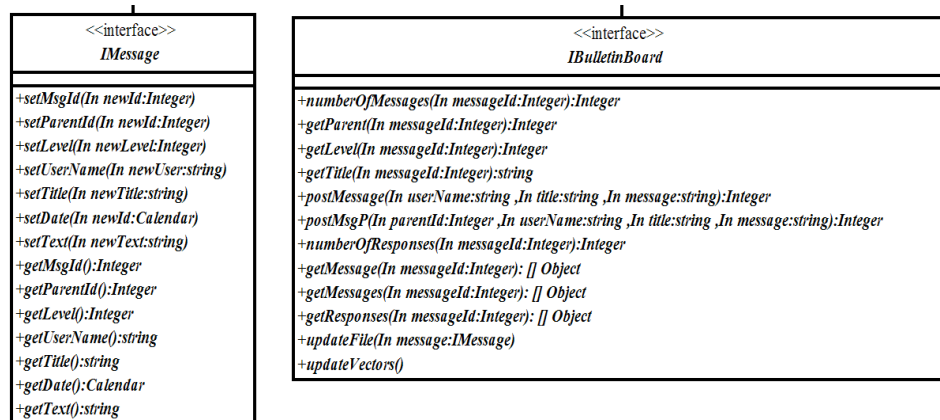 <<interface>>
IMessage
+setMsgId(In newId:Integer)
+setParentId(In newId:Integer)
+setLevel(In newLevel:Integer)
+setUserName(In newUser:string)
+setTitle(In newTitle:string)
+setDate(In newId:Calendar)
+setText(In newText:string)
+getMsgId():Integer
+getParentId():Integer
+getLevel():Integer
+getUserName():string
+getTitle():string
+getDate():Calendar
+getText():string
<<interface>>
IBulletinBoard
+numberOfMessages(In messageId:Integer):Integer
+getParent(In messageId:Integer):Integer
+getLevel(In messageId:Integer):Integer
+getTitle(In messageId:Integer):string
+postMessage(In userName:string ,In title:string ,In message:string):Integer
+postMsgP(In parentId:Integer ,In userName:string ,In title:string ,In message:string):Integer
+numberOfResponses(In messageId:Integer):Integer
+getMessage(In messageId:Integer): [] Object
+getMessages(In messageId:Integer): [] Object
+getResponses(In messageId:Integer): [] Object
+updateFile(In message:IMessage)
+updateVectors()